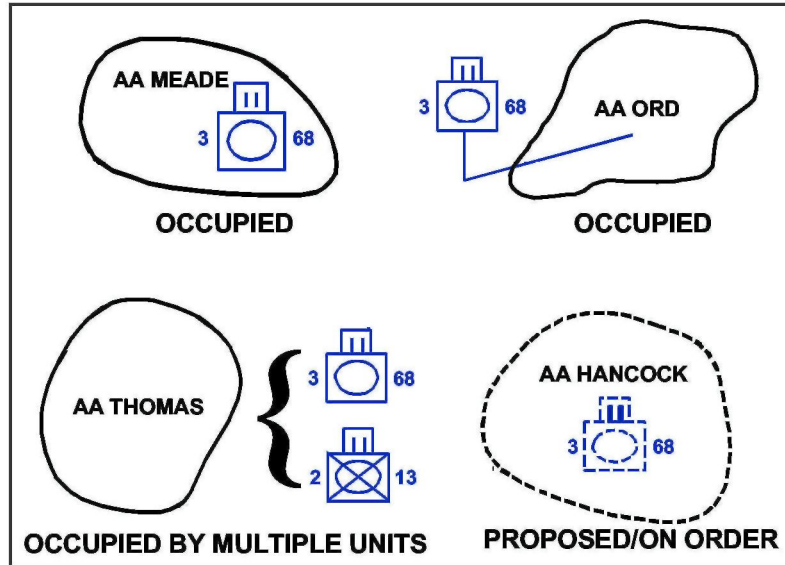 AA MEADE
3 68
OCCUPIED
3 68
AA ORD
OCCUPIED
AA THOMAS
3 68
2 13
OCCUPIED BY MULTIPLE UNITS
AA HANCOCK
3 68
PROPOSED/ON ORDER